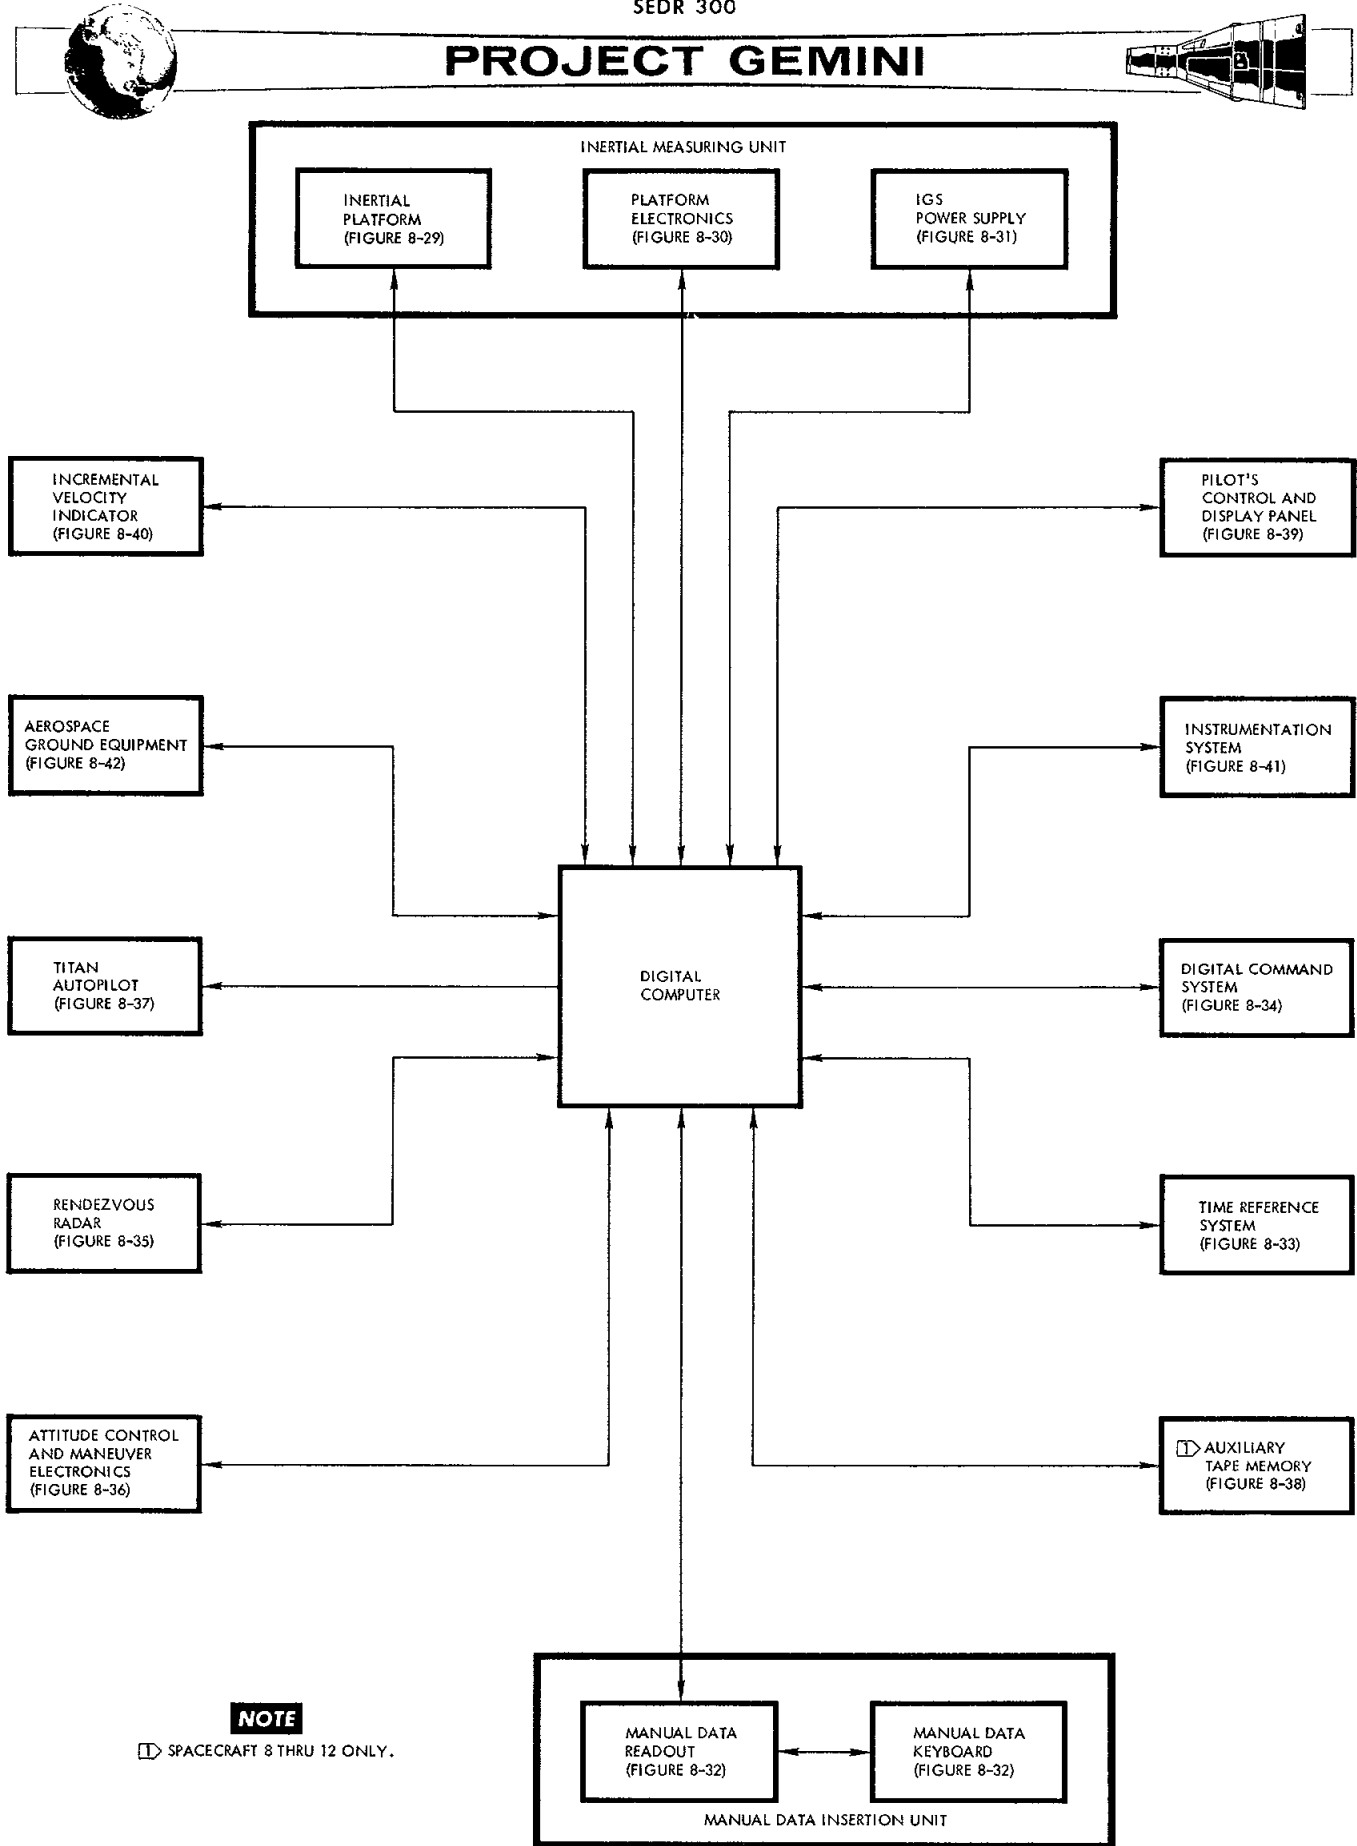 SEDR 300
PROJECT GEMINI
INERTIAL MEASURING UNIT
INERTIAL
PLATFORM
(FIGURE 8-29)
PLATFORM
ELECTRONICS
(FIGURE 8-30)
IGS
POWER SUPPLY
(FIGURE 8-31)
INCREMENTAL
VELOCITY
INDICATOR
(FIGURE 8-40)
PILOT'S
CONTROL AND
DISPLAY PANEL
(FIGURE 8-39)
AEROSPACE
GROUND EQUIPMENT
(FIGURE 8-42)
INSTRUMENTATION
SYSTEM
(FIGURE 8-41)
TITAN
AUTOPILOT
(FIGURE 8-37)
DIGITAL
COMPUTER
DIGITAL COMMAND
SYSTEM
(FIGURE 8-34)
RENDEZVOUS
RADAR
(FIGURE 8-35)
TIME REFERENCE
SYSTEM
(FIGURE 8-33)
ATTITUDE CONTROL
AND MANEUVER
ELECTRONICS
(FIGURE 8-36)
1 AUXILIARY
TAPE MEMORY
(FIGURE 8-38)
NOTE
1 SPACECRAFT 8 THRU 12 ONLY.
MANUAL DATA
READOUT
(FIGURE 8-32)
MANUAL DATA
KEYBOARD
(FIGURE 8-32)
MANUAL DATA INSERTION UNIT